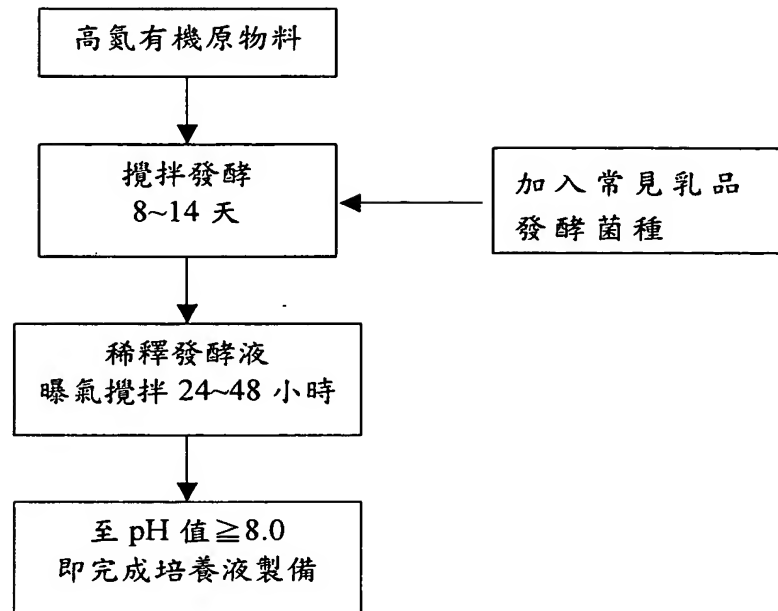 高氮有機原物料
攪拌發酵
8~14 天
加入常見乳品
發酵菌種
稀釋發酵液
曝氣攪拌 24~48 小時
至 pH 值≧8.0
即完成培養液製備